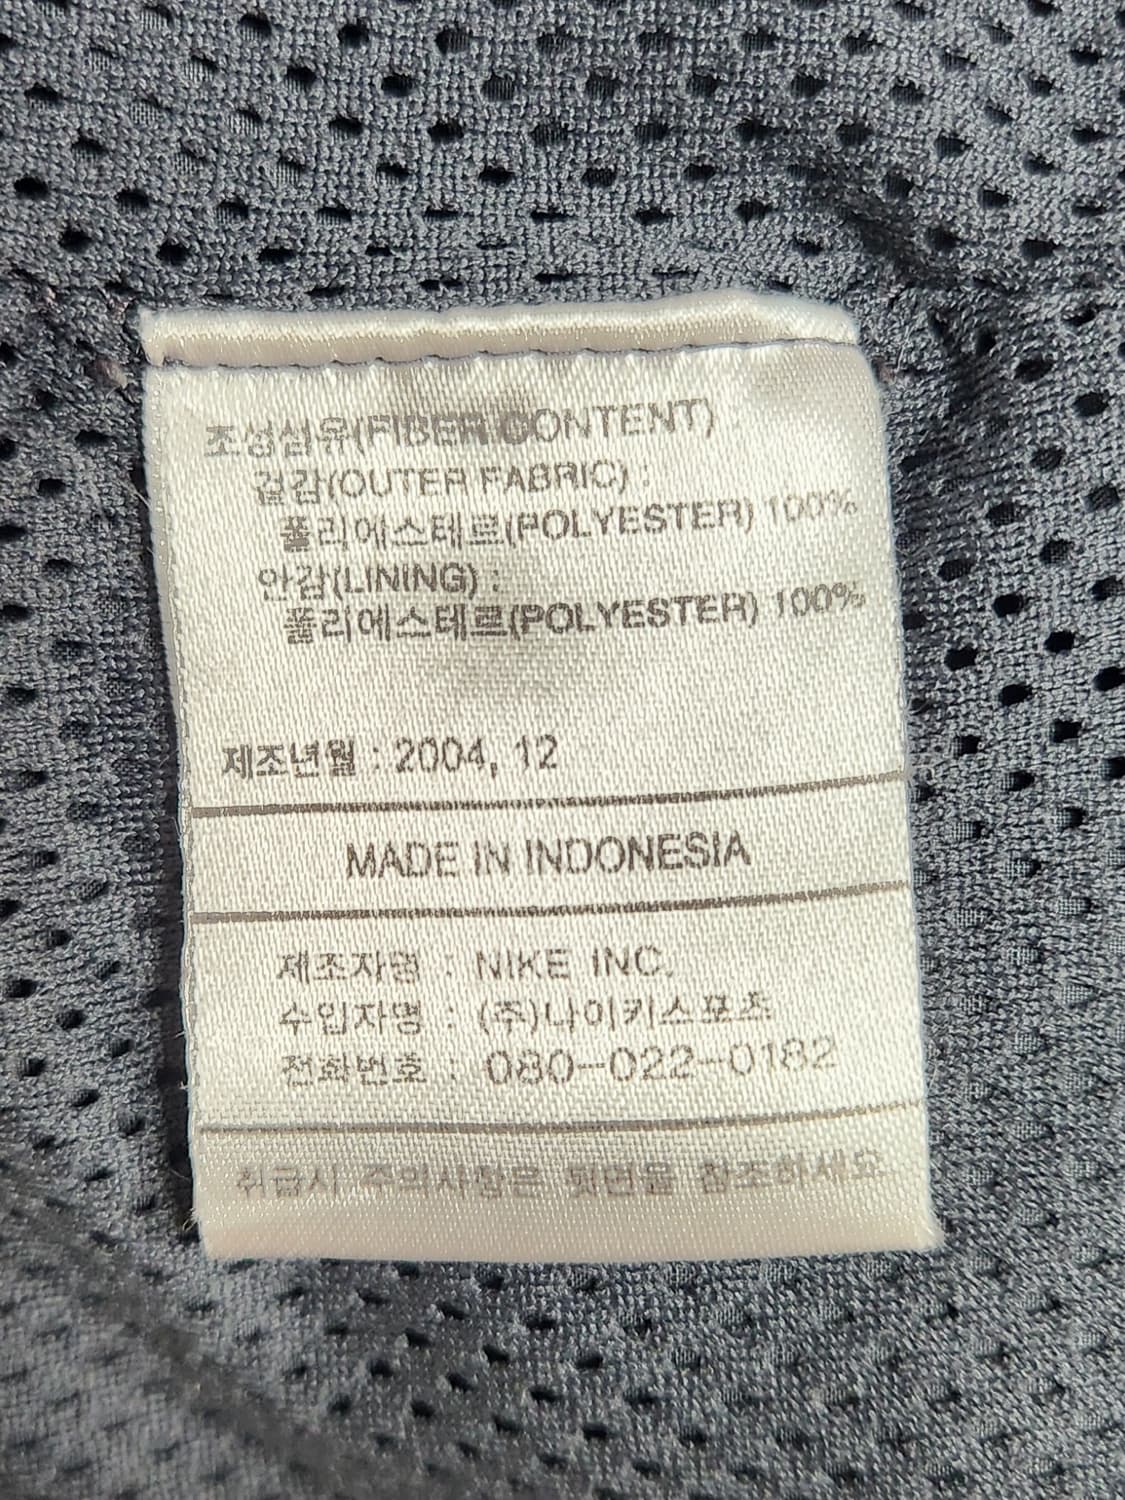 조성섬유(FIBER CONTENT)
겉감(OUTER FABRIC) :
폴리에스테르(POLYESTER) 100%
안감(LINING) :
폴리에스테르(POLYESTER) 100%
제조년월 : 2004, 12
MADE IN INDONESIA
제조자명 : NIKE INC.
수입자명 : (주)나이키스포츠
전화번호 : 080-022-0182
취급시 주의사항은 뒷면을 참조하세요